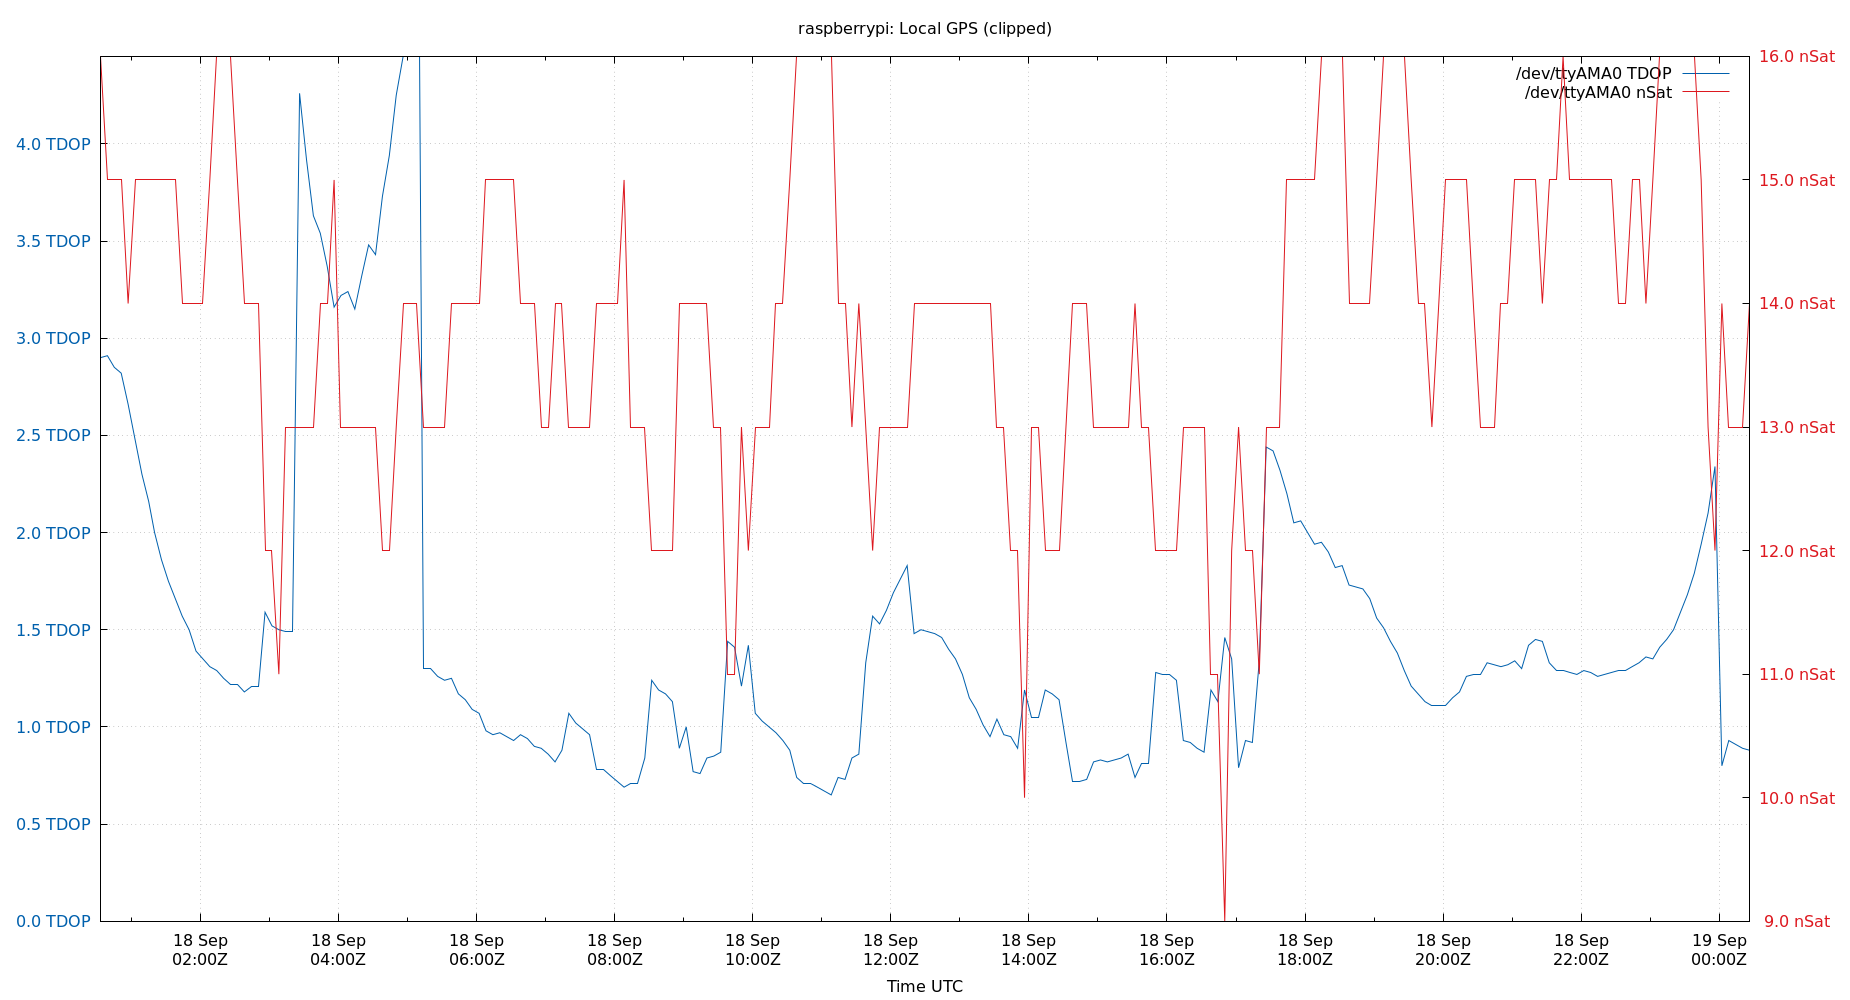 raspberrypi: Local GPS (clipped)
/dev/ttyAMA0 TDOP
/dev/ttyAMA0 nSat
4.0 TDOP
3.5 TDOP
3.0 TDOP
2.5 TDOP
2.0 TDOP
1.5 TDOP
1.0 TDOP
0.5 TDOP
0.0 TDOP
16.0 nSat
15.0 nSat
14.0 nSat
13.0 nSat
12.0 nSat
11.0 nSat
10.0 nSat
9.0 nSat
18 Sep 18 Sep 18 Sep 18 Sep 18 Sep 18 Sep 18 Sep 18 Sep 18 Sep 18 Sep 18 Sep 19 Sep
02:00Z 04:00Z 06:00Z 08:00Z 10:00Z 12:00Z 14:00Z 16:00Z 18:00Z 20:00Z 22:00Z 00:00Z
Time UTC